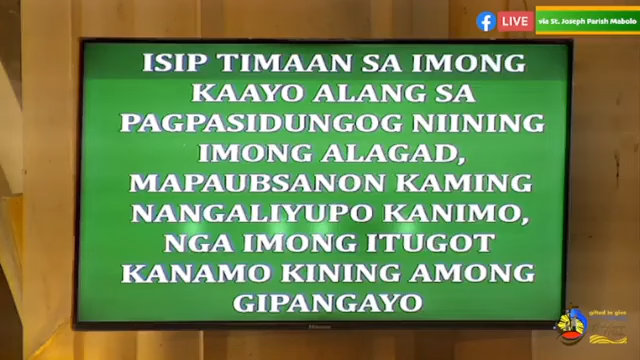 LIVE
via St. Joseph Parish Mabolo
ISIP TIMAAN SA IMONG
KAAYO ALANG SA
PAGPASIDUNGOG NIINING
IMONG ALAGAD,
MAPAUBSANON KAMING
NANGALIYUPO KANIMO,
NGA IMONG ITUGOT
KANAMO KINING AMONG
GIPANGAYO
Hisense
gifted to give